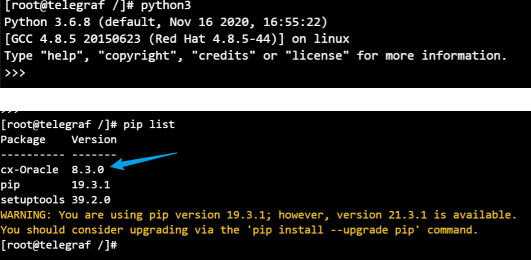 [root@telegraf /]# python3
Python 3.6.8 (default, Nov 16 2020, 16:55:22)
[GCC 4.8.5 20150623 (Red Hat 4.8.5-44)] on linux
Type "help", "copyright", "credits" or "license" for more information.
>>>
>>>
[root@telegraf /]# pip list
Package    Version
---------- -------
cx-Oracle  8.3.0
pip        19.3.1
setuptools 39.2.0
WARNING: You are using pip version 19.3.1; however, version 21.3.1 is available.
You should consider upgrading via the 'pip install --upgrade pip' command.
[root@telegraf /]#